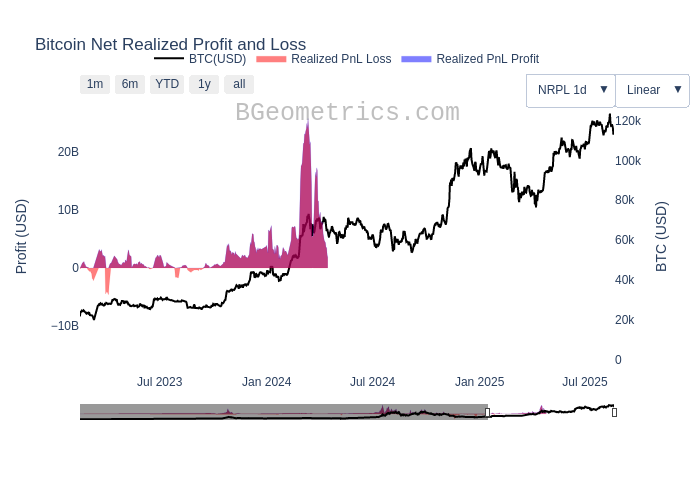 Bitcoin Net Realized Profit and Loss
BTC(USD) Realized PnL Loss Realized PnL Profit
1m 6m YTD 1y all NRPL 1d ▼ Linear ▼
BGeometrics.com
20B
10B
0
−10B
Profit (USD)
120k
100k
80k
60k
40k
20k
0
BTC (USD)
Jul 2023 Jan 2024 Jul 2024 Jan 2025 Jul 2025